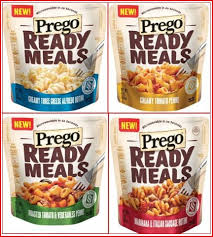 NEW!
Prego
READY
MEALS
CREAMY THREE CHEESE ALFREDO ROTINI
NEW!
Prego
READY
MEALS
CREAMY TOMATO PENNE
NEW!
Prego
READY
MEALS
ROASTED TOMATO & VEGETABLES PENNE
NEW!
Prego
READY
MEALS
MARINARA & ITALIAN SAUSAGE ROTINI